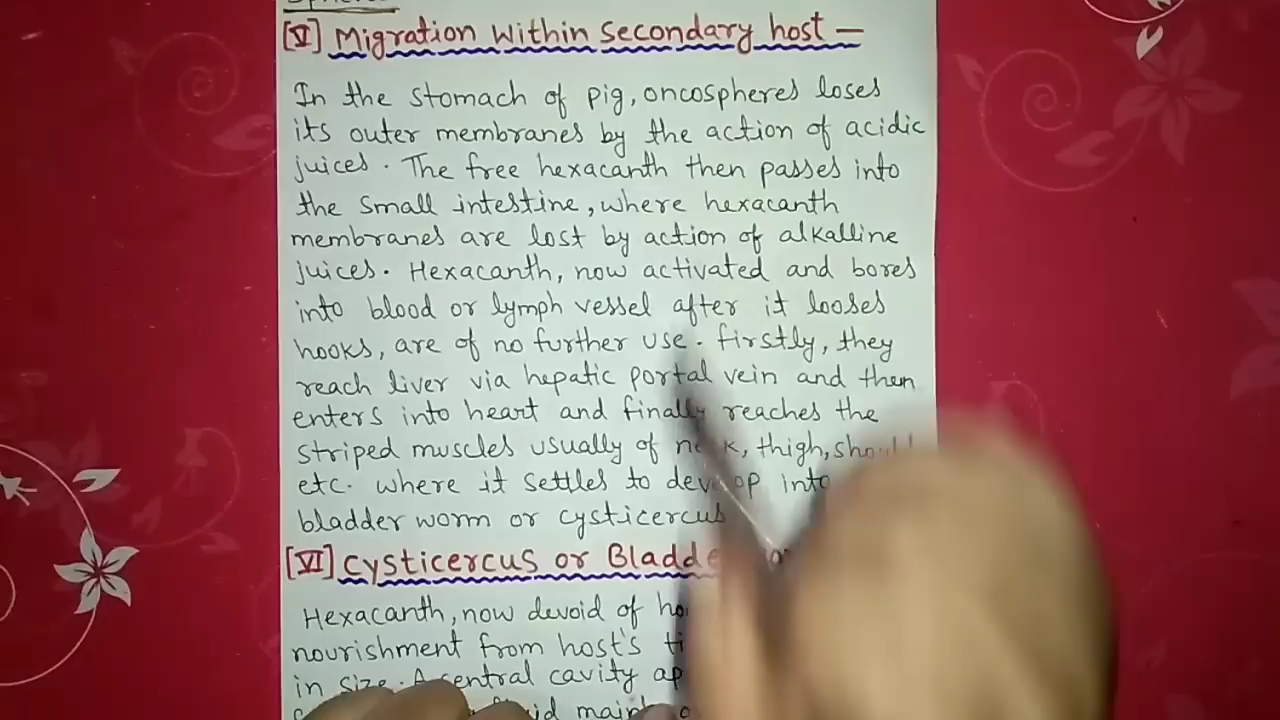 [V] Migration within secondary host —
In the stomach of pig, oncospheres loses
its outer membranes by the action of acidic
juices. The free hexacanth then passes into
the small intestine, where hexacanth
membranes are lost by action of alkalline
juices. Hexacanth, now activated and bores
into blood or lymph vessel after it looses
hooks, are of no further use. firstly, they
reach liver via hepatic portal vein and then
enters into heart and finally reaches the
striped muscles usually of thigh,
etc. where it settles to into
bladder worm or cysticercus
[VI] Cysticercus or
Hexacanth, now devoid of
nourishment from host's
in size. A central cavity